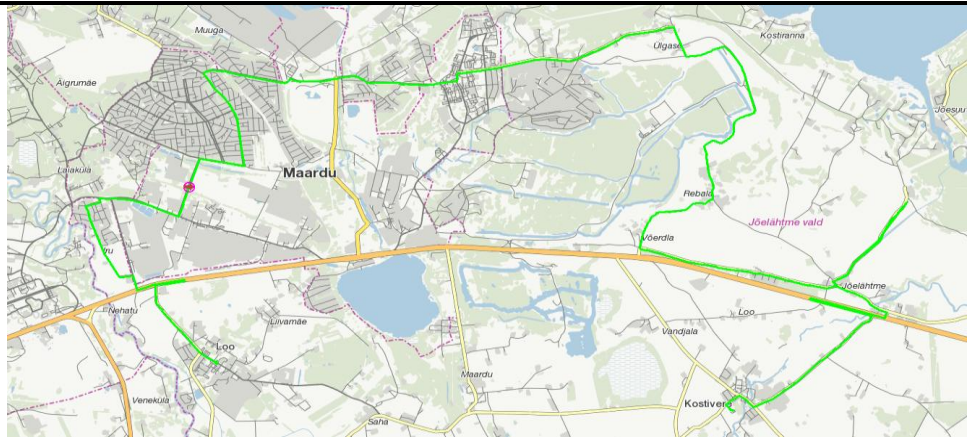 Muuga
Kostiranna
Ülgase
Äigrumäe
Jõesuu
Laiaküla
Maardu
Rebala
Jõelähtme vald
Võerdla
Jõelähtme
Nehatu
Liivamäe
Loo
Loo
Vandjala
Maardu
Venekula
Kostivere
Saha